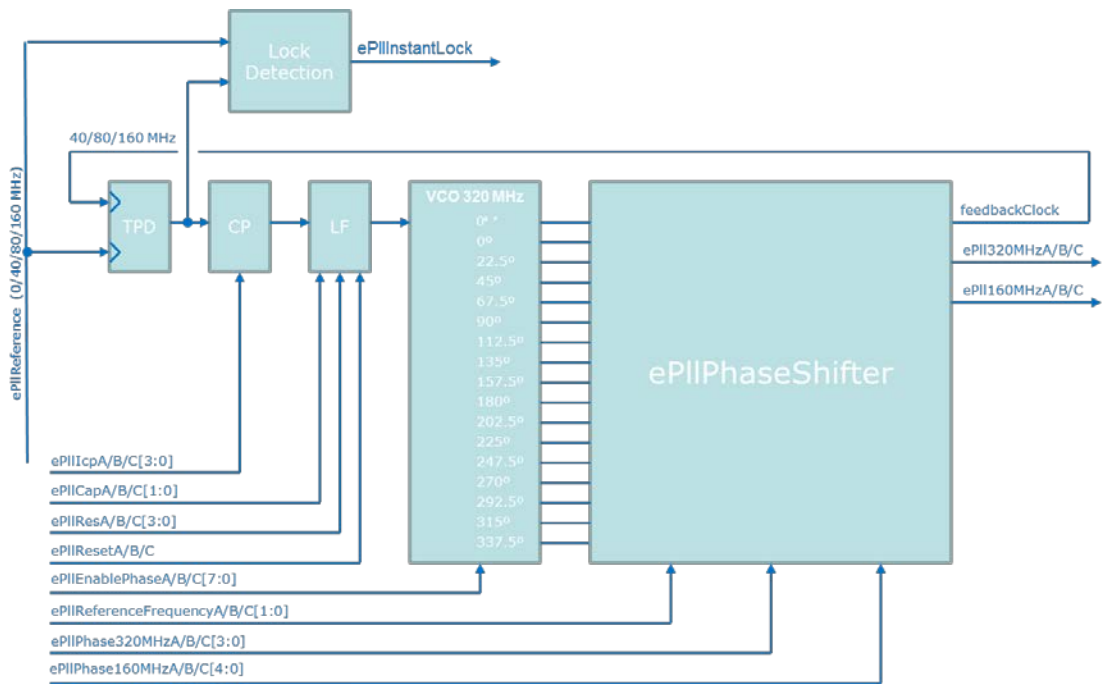 Lock
Detection
ePllInstantLock
40/80/160 MHz
ePllReference (0/40/80/160 MHz)
TPD
CP
LF
VCO 320 MHz
0° *
0º
22.5º
45º
67.5º
90º
112.5º
135º
157.5º
180º
202.5º
225º
247.5º
270º
292.5º
315º
337.5º
ePllPhaseShifter
feedbackClock
ePll320MHzA/B/C
ePll160MHzA/B/C
ePllIcpA/B/C[3:0]
ePllCapA/B/C[1:0]
ePllResA/B/C[3:0]
ePllResetA/B/C
ePllEnablePhaseA/B/C[7:0]
ePllReferenceFrequencyA/B/C[1:0]
ePllPhase320MHzA/B/C[3:0]
ePllPhase160MHzA/B/C[4:0]